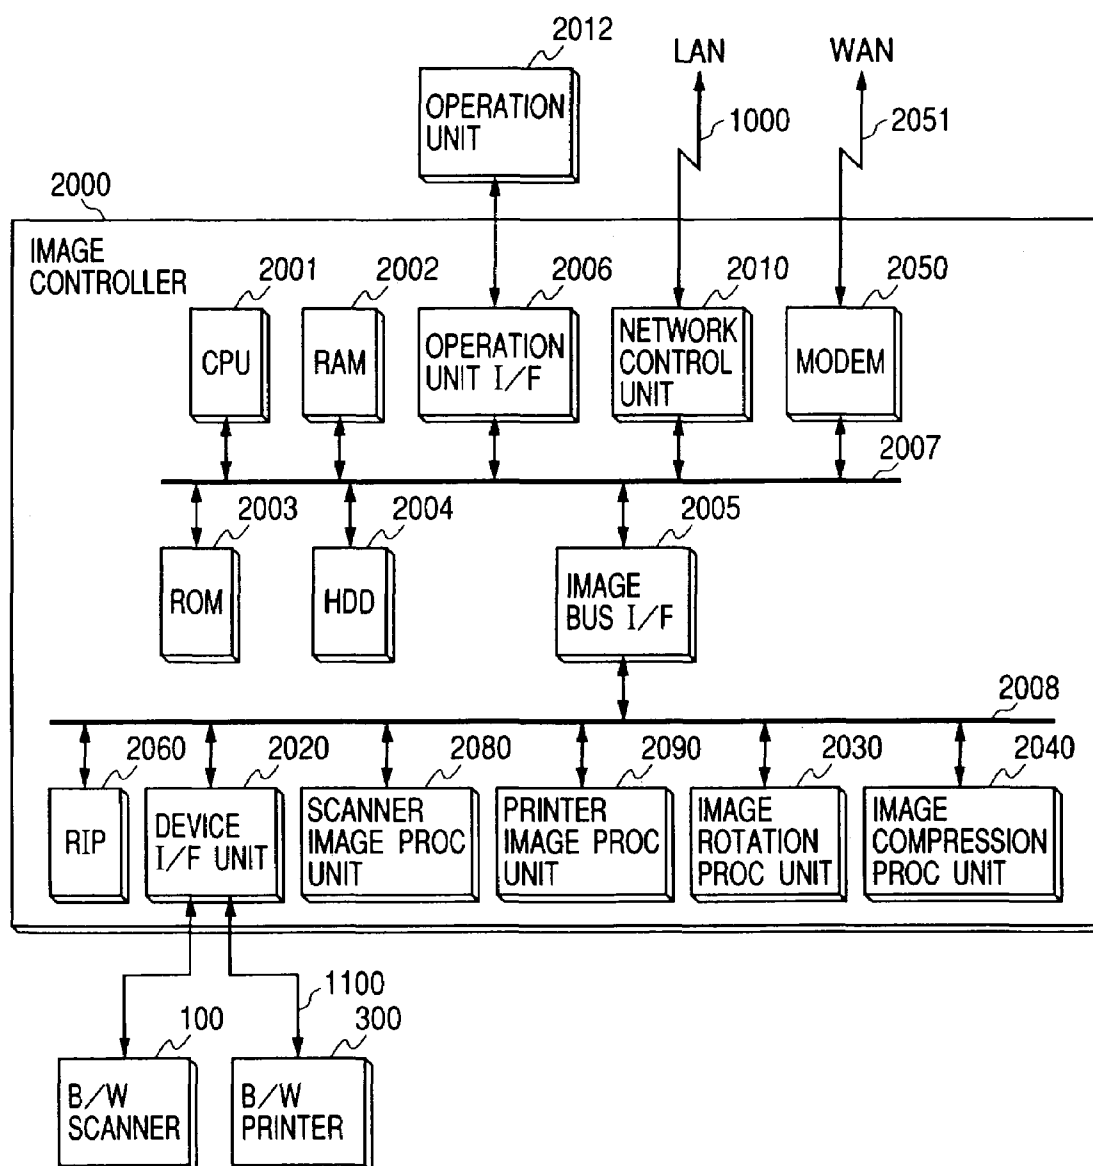 2012
LAN
WAN
OPERATION
UNIT
1000
2051
2000
IMAGE
CONTROLLER
2001
2002
2006
2010
2050
CPU
RAM
OPERATION
UNIT I/F
NETWORK
CONTROL
UNIT
MODEM
2007
2003
2004
2005
ROM
HDD
IMAGE
BUS I/F
2008
2060
2020
2080
2090
2030
2040
RIP
DEVICE
I/F UNIT
SCANNER
IMAGE PROC
UNIT
PRINTER
IMAGE PROC
UNIT
IMAGE
ROTATION
PROC UNIT
IMAGE
COMPRESSION
PROC UNIT
1100
100
300
B/W
SCANNER
B/W
PRINTER